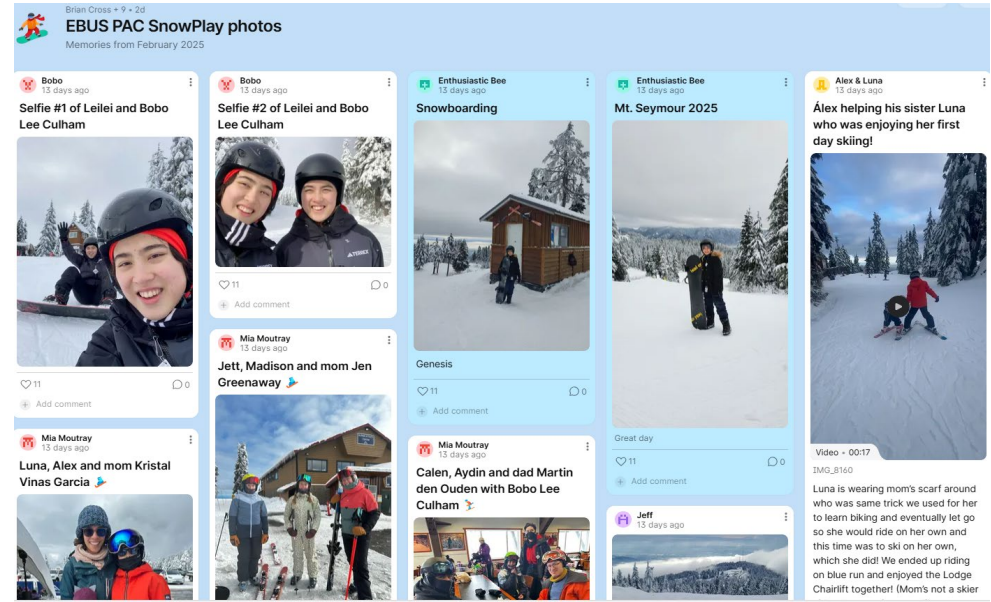 Brian Cross + 9 • 2d
EBUS PAC SnowPlay photos
Memories from February 2025
Bobo
13 days ago
Selfie #1 of Leilei and Bobo
Lee Culham
11
0
Add comment
Mia Moutray
13 days ago
Luna, Alex and mom Kristal
Vinas Garcia
Bobo
13 days ago
Selfie #2 of Leilei and Bobo
Lee Culham
TERREX
11
0
Add comment
Mia Moutray
13 days ago
Jett, Madison and mom Jen
Greenaway
Enthusiastic Bee
13 days ago
Snowboarding
Genesis
11
0
Add comment
Mia Moutray
13 days ago
Calen, Aydin and dad Martin
den Ouden with Bobo Lee
Culham
Enthusiastic Bee
13 days ago
Mt. Seymour 2025
Great day
11
0
Add comment
Jeff
13 days ago
Alex & Luna
13 days ago
Álex helping his sister Luna
who was enjoying her first
day skiing!
Video • 00:17
IMG_8160
Luna is wearing mom's scarf around
who was same trick we used for her
to learn biking and eventually let go
so she would ride on her own and
this time was to ski on her own,
which she did! We ended up riding
on blue run and enjoyed the Lodge
Chairlift together! (Mom's not a skier